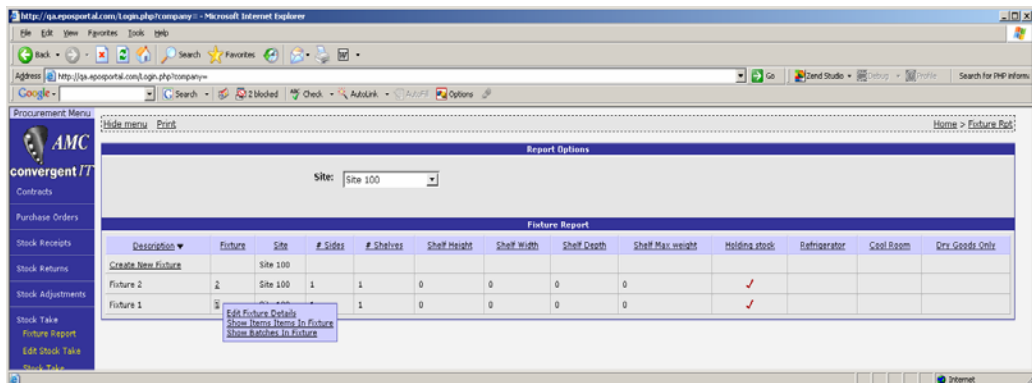 http://qa.eposportal.com/Login.php?company= - Microsoft Internet Explorer
File Edit View Favorites Tools Help
Back Search Favorites
Address http://qa.eposportal.com/Login.php?company= Go Zend Studio Debug Profile Search for PHP informa
Google Search 2 blocked Check AutoLink AutoFill Options
Procurement Menu
Hide menu Print Home > Fixture Rpt
AMC
convergent IT
Report Options
Site: Site 100
Contracts
Purchase Orders
Fixture Report
Stock Receipts
Description ▼ Fixture Site # Sides # Shelves Shelf Height Shelf Width Shelf Depth Shelf Max weight Holding stock Refrigerator Cool Room Dry Goods Only
Create New Fixture Site 100
Stock Returns
Fixture 2 2 Site 100 1 1 0 0 0 0
Stock Adjustments
Fixture 1 1 1 0 0 0 0
Edit Fixture Details
Show Items Items In Fixture
Show Batches In Fixture
Stock Take
Fixture Report
Edit Stock Take
Stock Take
Internet